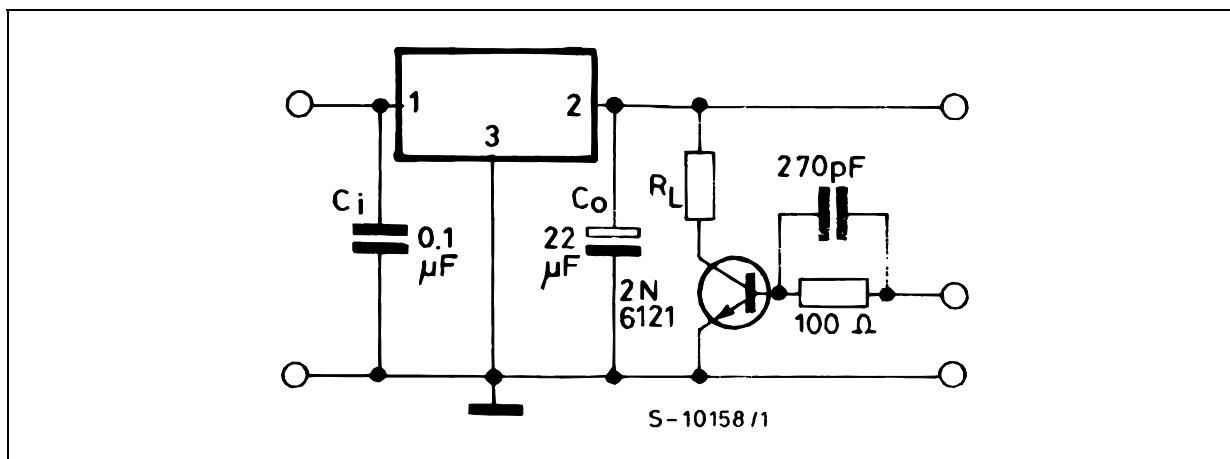 1
2
3
Ci
0.1
µF
Co
22
µF
RL
270pF
2N
6121
100 Ω
S-10158/1